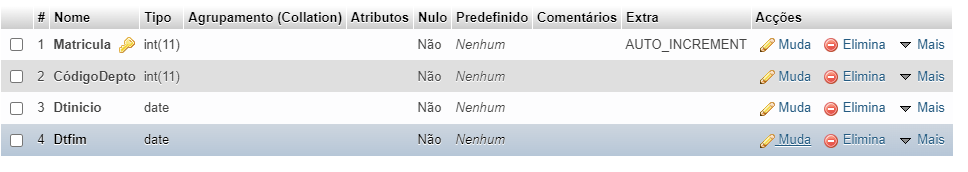 # Nome Tipo Agrupamento (Collation) Atributos Nulo Predefinido Comentários Extra Acções
1 Matricula int(11) Não Nenhum AUTO_INCREMENT Muda Elimina Mais
2 CódigoDepto int(11) Não Nenhum Muda Elimina Mais
3 Dtinicio date Não Nenhum Muda Elimina Mais
4 Dtfim date Não Nenhum Muda Elimina Mais